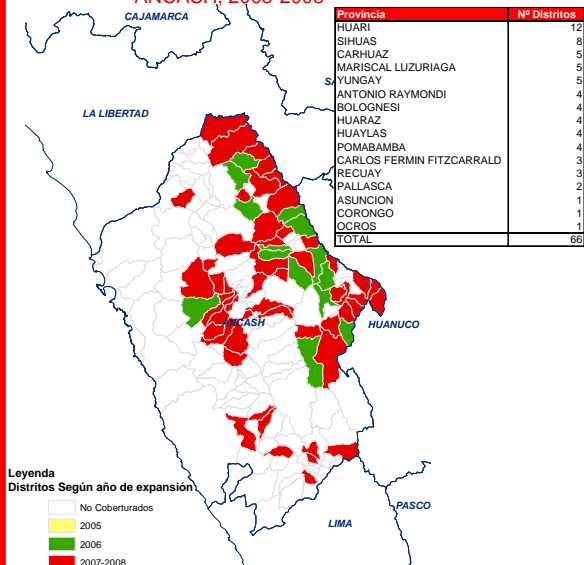 ANCASH, 2005-2008
CAJAMARCA
LA LIBERTAD
ANCASH
HUANUCO
PASCO
LIMA
Provincia Nº Distritos
HUARI 12
SIHUAS 8
CARHUAZ 5
MARISCAL LUZURIAGA 5
YUNGAY 5
ANTONIO RAYMONDI 4
BOLOGNESI 4
HUARAZ 4
HUAYLAS 4
POMABAMBA 4
CARLOS FERMIN FITZCARRALD 3
RECUAY 3
PALLASCA 2
ASUNCION 1
CORONGO 1
OCROS 1
TOTAL 66
Leyenda
Distritos Según año de expansión
No Coberturados
2005
2006
2007-2008